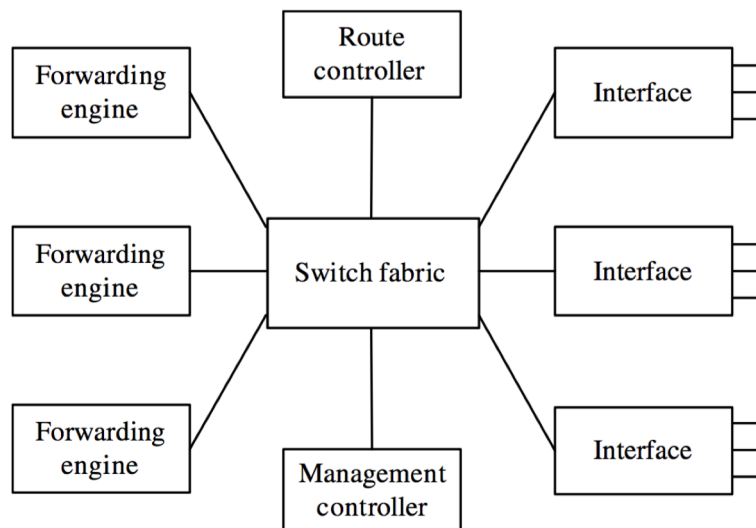 Route
controller
Forwarding
engine
Interface
Forwarding
engine
Switch fabric
Interface
Forwarding
engine
Interface
Management
controller